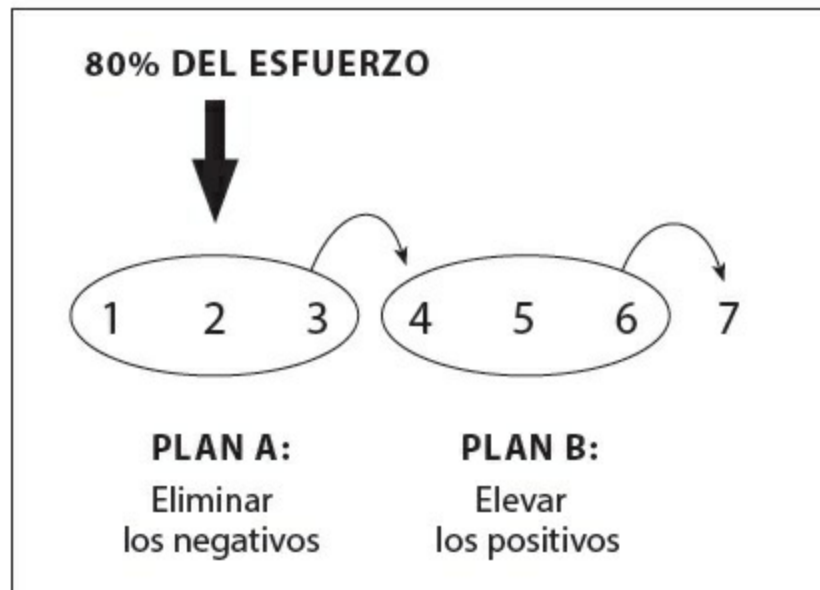 80% DEL ESFUERZO
1 2 3 4 5 6 7
PLAN A:
Eliminar
los negativos
PLAN B:
Elevar
los positivos